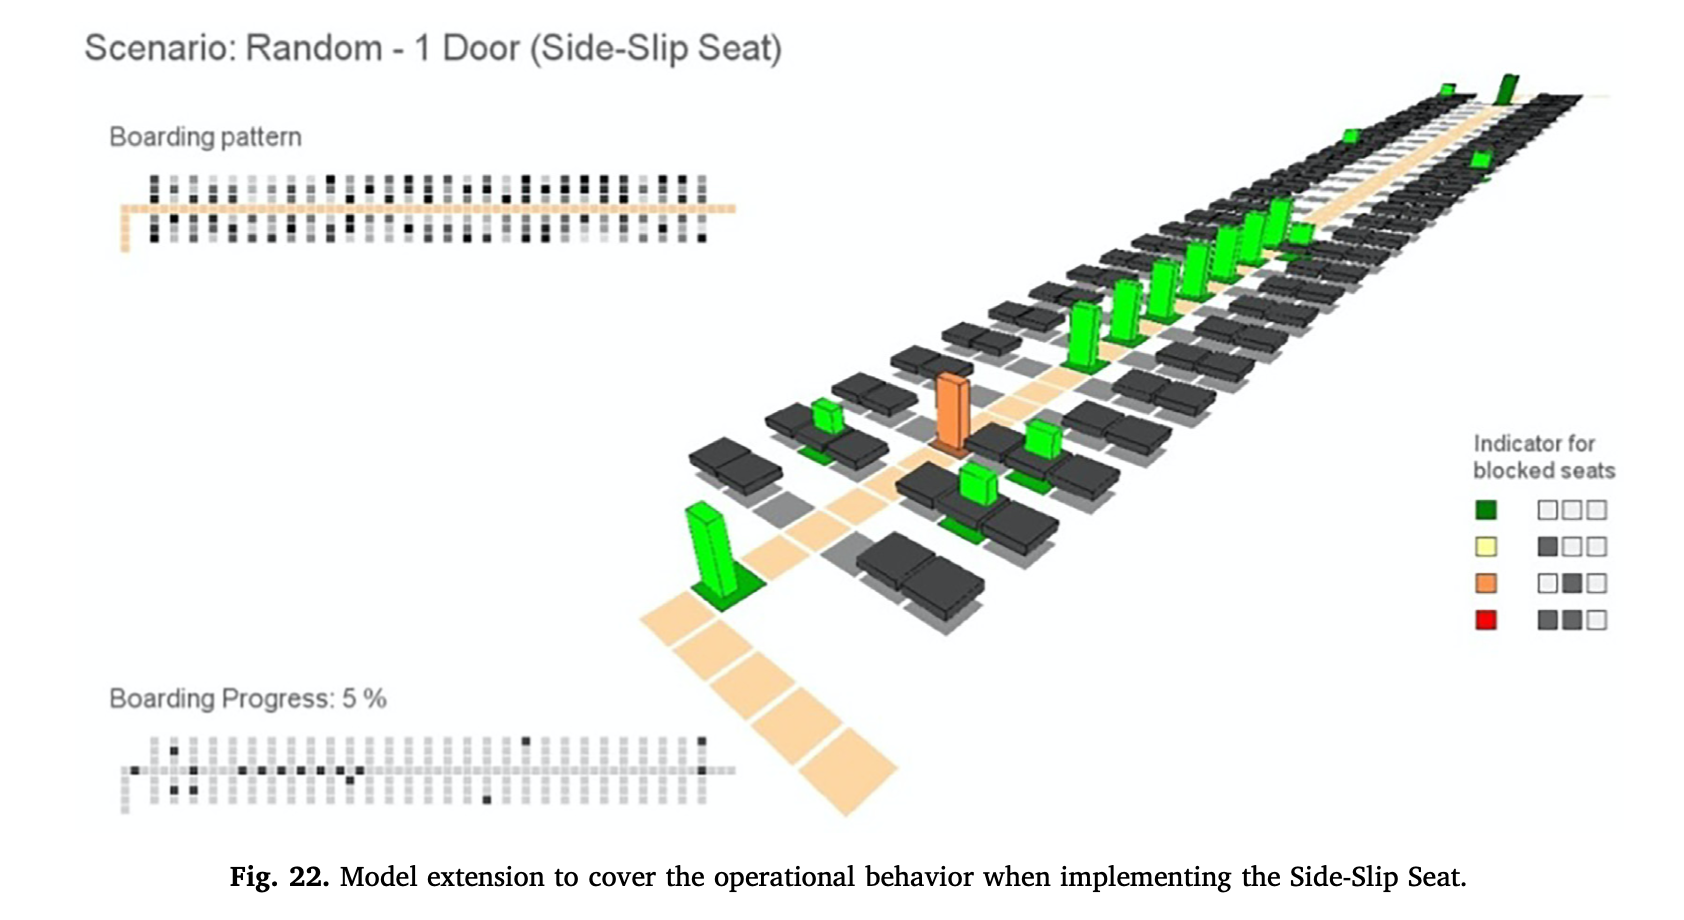 Scenario: Random - 1 Door (Side-Slip Seat)
Boarding pattern
Indicator for
blocked seats
Boarding Progress: 5 %
Fig. 22. Model extension to cover the operational behavior when implementing the Side-Slip Seat.